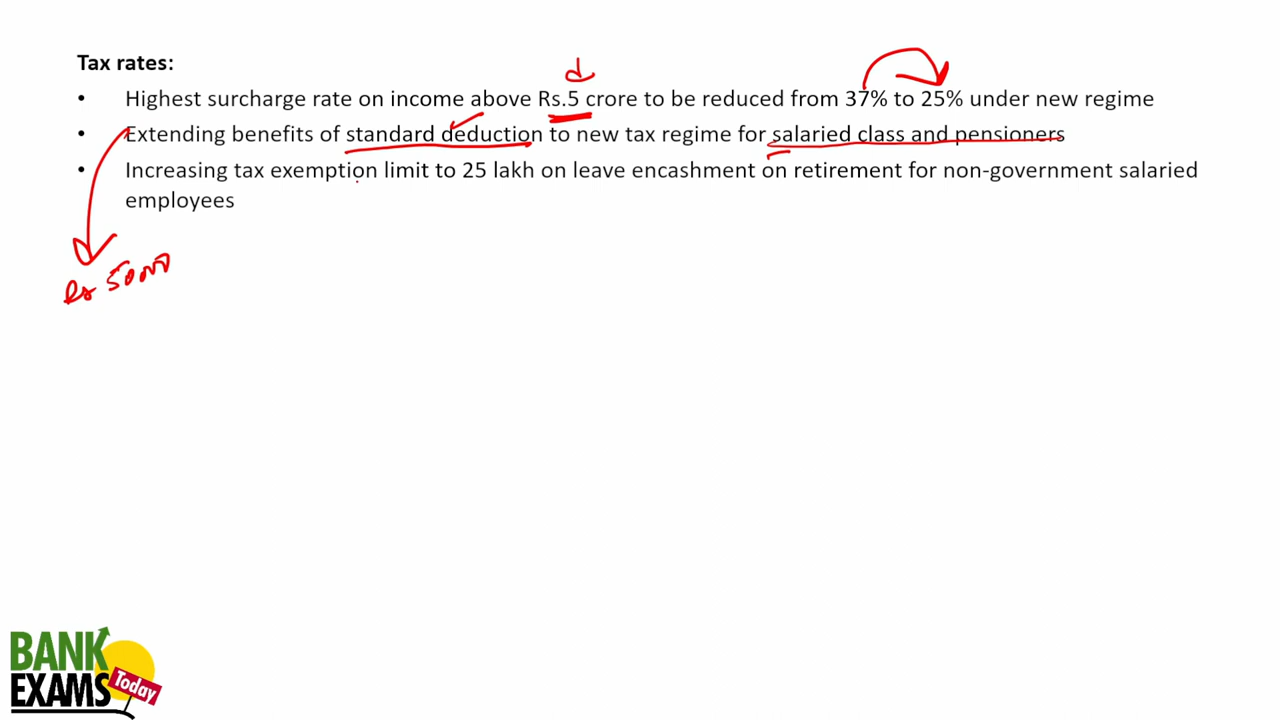 Tax rates:
• Highest surcharge rate on income above Rs.5 crore to be reduced from 37% to 25% under new regime
• Extending benefits of standard deduction to new tax regime for salaried class and pensioners
• Increasing tax exemption limit to 25 lakh on leave encashment on retirement for non-government salaried
employees
Rs
BANK
EXAMS
Today